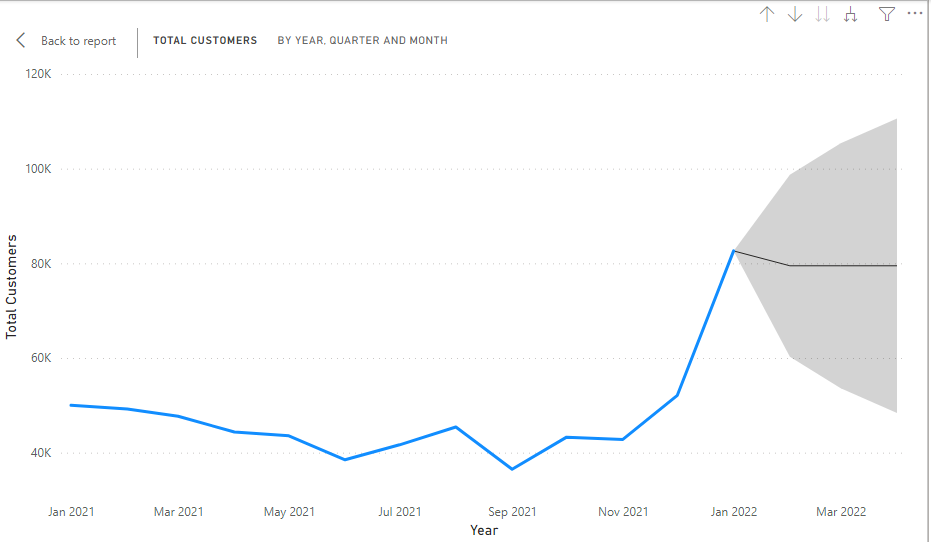 Back to report
TOTAL CUSTOMERS
BY YEAR, QUARTER AND MONTH
120K
100K
80K
60K
40K
Total Customers
Jan 2021
Mar 2021
May 2021
Jul 2021
Sep 2021
Nov 2021
Jan 2022
Mar 2022
Year